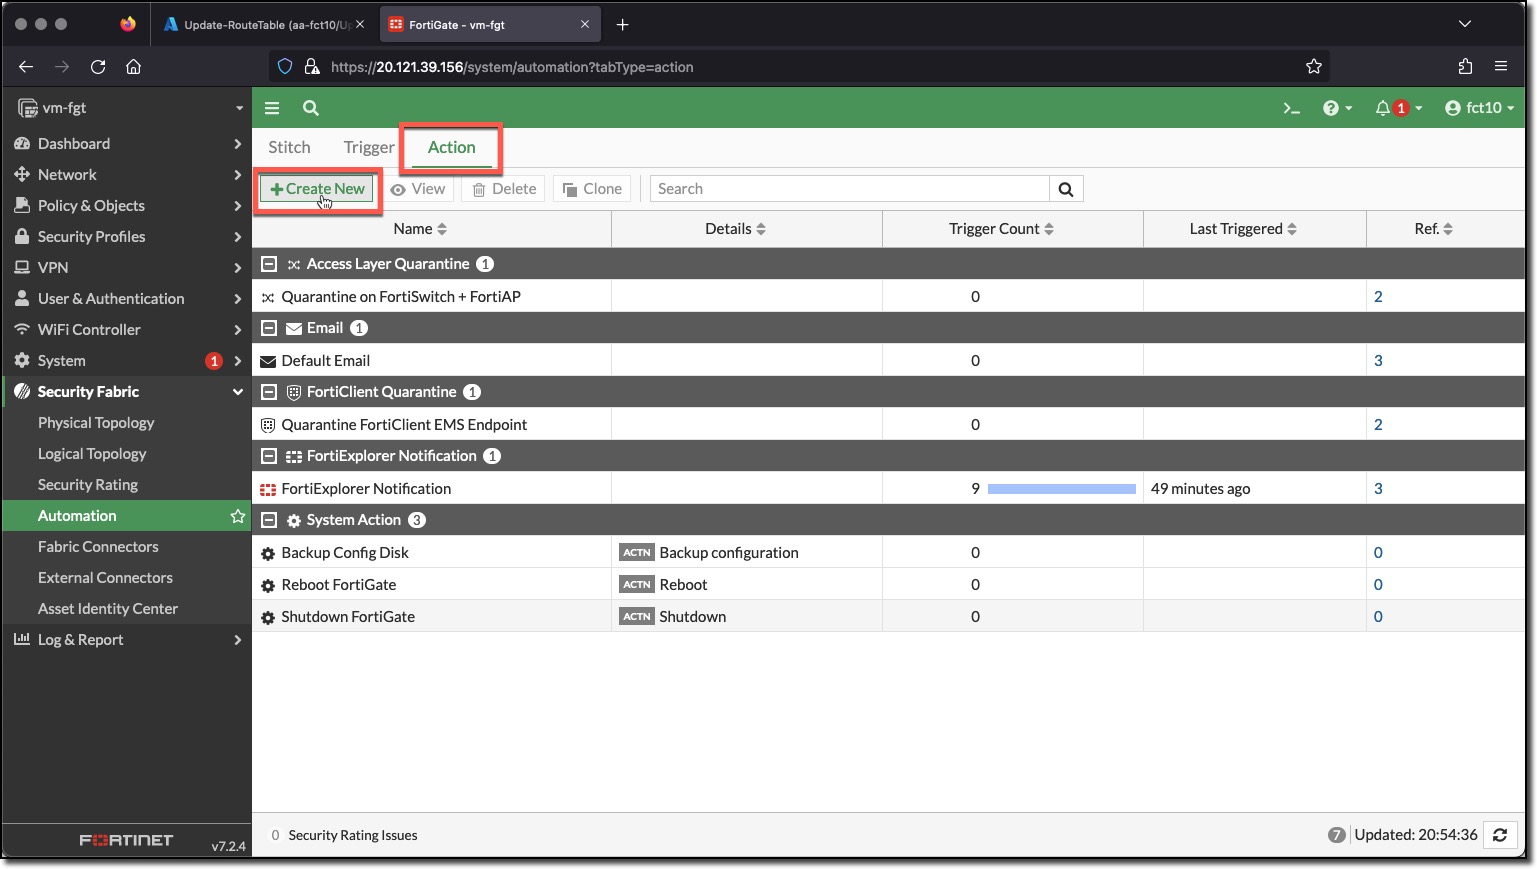 Update-RouteTable (aa-fct10/U
FortiGate - vm-fgt
https://20.121.39.156/system/automation?tabType=action
vm-fgt
1
fct10
Dashboard
Network
Policy & Objects
Security Profiles
VPN
User & Authentication
WiFi Controller
System 1
Security Fabric
Physical Topology
Logical Topology
Security Rating
Automation
Fabric Connectors
External Connectors
Asset Identity Center
Log & Report
FORTINET v7.2.4
Stitch Trigger Action
Create New View Delete Clone Search
Name Details Trigger Count Last Triggered Ref.
Access Layer Quarantine 1
Quarantine on FortiSwitch + FortiAP 0 2
Email 1
Default Email 0 3
FortiClient Quarantine 1
Quarantine FortiClient EMS Endpoint 0 2
FortiExplorer Notification 1
FortiExplorer Notification 9 49 minutes ago 3
System Action 3
Backup Config Disk ACTN Backup configuration 0 0
Reboot FortiGate ACTN Reboot 0 0
Shutdown FortiGate ACTN Shutdown 0 0
0 Security Rating Issues 7 Updated: 20:54:36